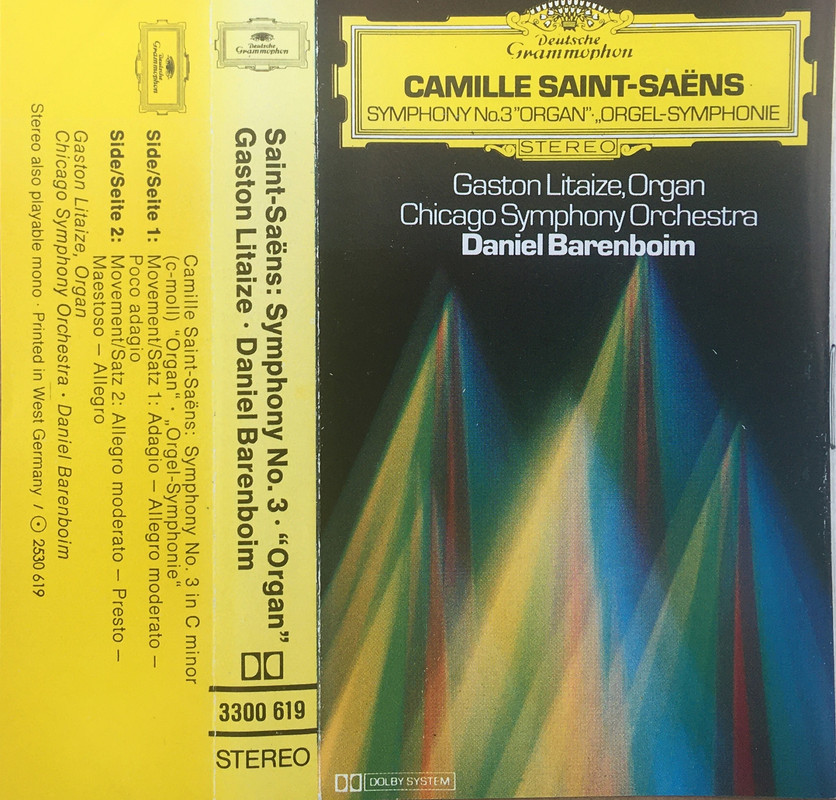 Deutsche
Grammophon
CAMILLE SAINT-SAËNS
SYMPHONY No.3"ORGAN"·„ORGEL-SYMPHONIE
STEREO
Gaston Litaize, Organ
Chicago Symphony Orchestra
Daniel Barenboim
DOLBY SYSTEM
Deutsche
Grammophon
Saint-Saëns: Symphony No. 3 · “Organ”
Gaston Litaize · Daniel Barenboim
3300 619
STEREO
Deutsche
Grammophon
Camille Saint-Saëns: Symphony No. 3 in C minor
(c-moll) “Organ” · „Orgel-Symphonie“
Side/Seite 1: Movement/Satz 1: Adagio – Allegro moderato –
Poco adagio
Side/Seite 2: Movement/Satz 2: Allegro moderato – Presto –
Maestoso – Allegro
Gaston Litaize, Organ
Chicago Symphony Orchestra · Daniel Barenboim
Stereo also playable mono · Printed in West Germany / 2530 619